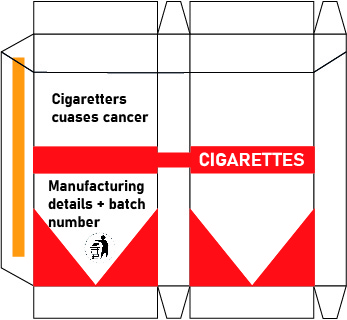 Cigaretters
cuases cancer
CIGARETTES
Manufacturing
details + batch
number